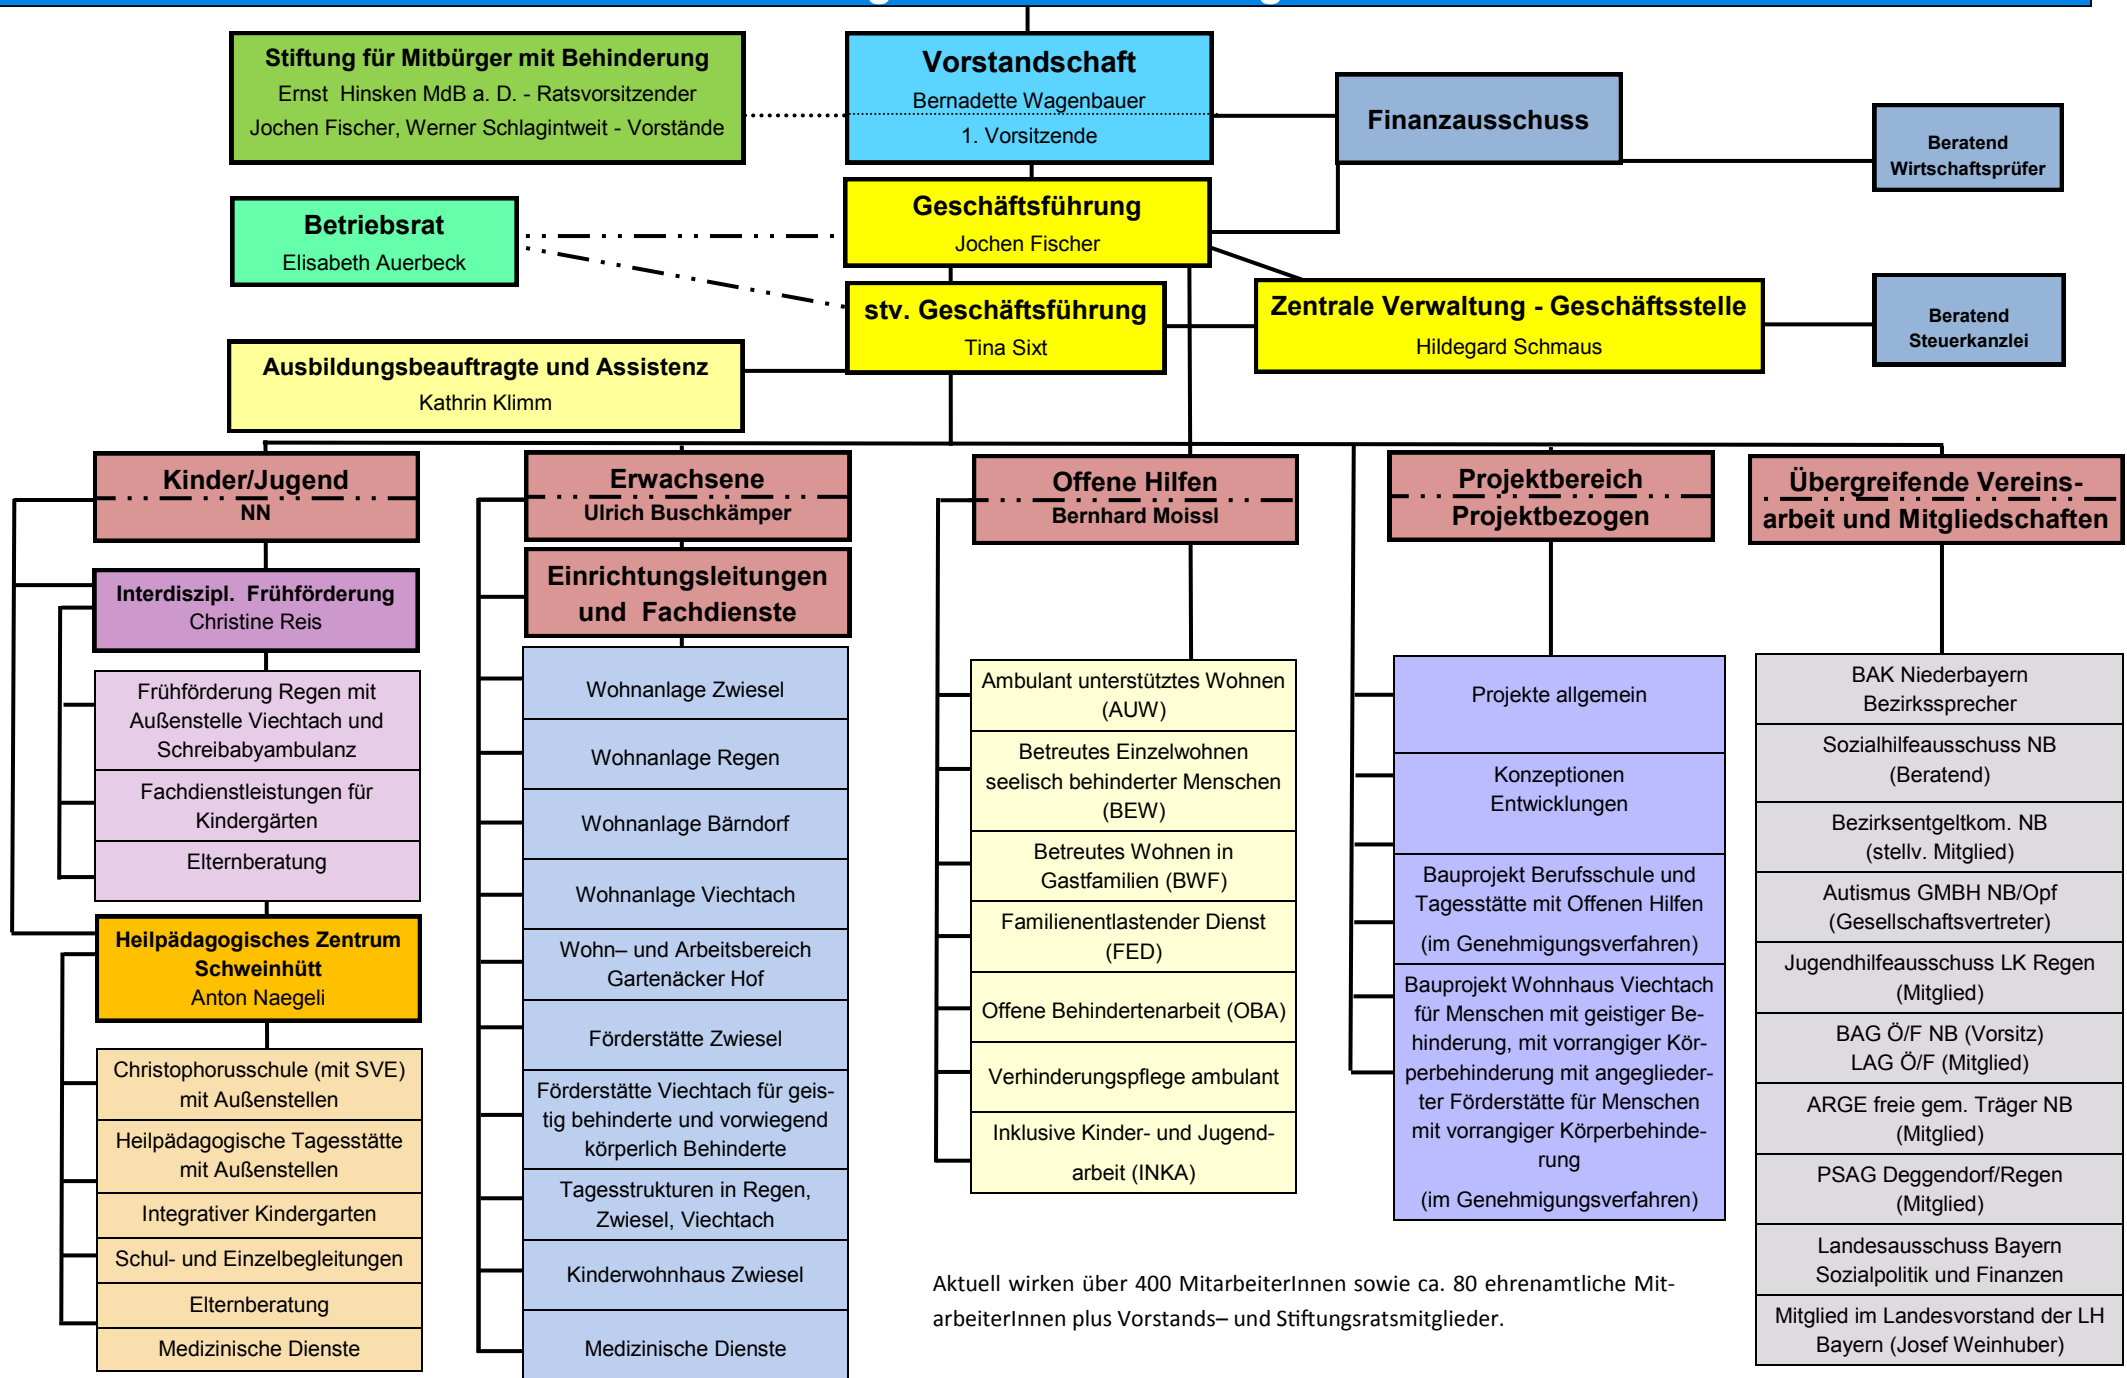 Stiftung für Mitbürger mit Behinderung
Ernst Hinsken MdB a. D. - Ratsvorsitzender
Jochen Fischer, Werner Schlagintweit - Vorstände
Vorstandschaft
Bernadette Wagenbauer
1. Vorsitzende
Finanzausschuss
Beratend
Wirtschaftsprüfer
Betriebsrat
Elisabeth Auerbeck
Geschäftsführung
Jochen Fischer
stv. Geschäftsführung
Tina Sixt
Zentrale Verwaltung - Geschäftsstelle
Hildegard Schmaus
Beratend
Steuerkanzlei
Ausbildungsbeauftragte und Assistenz
Kathrin Klimm
Kinder/Jugend
NN
Interdiszipl. Frühförderung
Christine Reis
Frühförderung Regen mit
Außenstelle Viechtach und
Schreibabyambulanz
Fachdienstleistungen für
Kindergärten
Elternberatung
Heilpädagogisches Zentrum
Schweinhütt
Anton Naegeli
Christophorusschule (mit SVE)
mit Außenstellen
Heilpädagogische Tagesstätte
mit Außenstellen
Integrativer Kindergarten
Schul- und Einzelbegleitungen
Elternberatung
Medizinische Dienste
Erwachsene
Ulrich Buschkämper
Einrichtungsleitungen
und Fachdienste
Wohnanlage Zwiesel
Wohnanlage Regen
Wohnanlage Bärndorf
Wohnanlage Viechtach
Wohn– und Arbeitsbereich
Gartenäcker Hof
Förderstätte Zwiesel
Förderstätte Viechtach für geis-
tig behinderte und vorwiegend
körperlich Behinderte
Tagesstrukturen in Regen,
Zwiesel, Viechtach
Kinderwohnhaus Zwiesel
Medizinische Dienste
Offene Hilfen
Bernhard Moissl
Ambulant unterstütztes Wohnen
(AUW)
Betreutes Einzelwohnen
seelisch behinderter Menschen
(BEW)
Betreutes Wohnen in
Gastfamilien (BWF)
Familienentlastender Dienst
(FED)
Offene Behindertenarbeit (OBA)
Verhinderungspflege ambulant
Inklusive Kinder- und Jugend-
arbeit (INKA)
Projektbereich
Projektbezogen
Projekte allgemein
Konzeptionen
Entwicklungen
Bauprojekt Berufsschule und
Tagesstätte mit Offenen Hilfen
(im Genehmigungsverfahren)
Bauprojekt Wohnhaus Viechtach
für Menschen mit geistiger Be-
hinderung, mit vorrangiger Kör-
perbehinderung mit angeglieder-
ter Förderstätte für Menschen
mit vorrangiger Körperbehinde-
rung
(im Genehmigungsverfahren)
Übergreifende Vereins-
arbeit und Mitgliedschaften
BAK Niederbayern
Bezirkssprecher
Sozialhilfeausschuss NB
(Beratend)
Bezirksentgeltkom. NB
(stellv. Mitglied)
Autismus GMBH NB/Opf
(Gesellschaftsvertreter)
Jugendhilfeausschuss LK Regen
(Mitglied)
BAG Ö/F NB (Vorsitz)
LAG Ö/F (Mitglied)
ARGE freie gem. Träger NB
(Mitglied)
PSAG Deggendorf/Regen
(Mitglied)
Landesausschuss Bayern
Sozialpolitik und Finanzen
Mitglied im Landesvorstand der LH
Bayern (Josef Weinhuber)
Aktuell wirken über 400 MitarbeiterInnen sowie ca. 80 ehrenamtliche Mit-
arbeiterInnen plus Vorstands– und Stiftungsratsmitglieder.